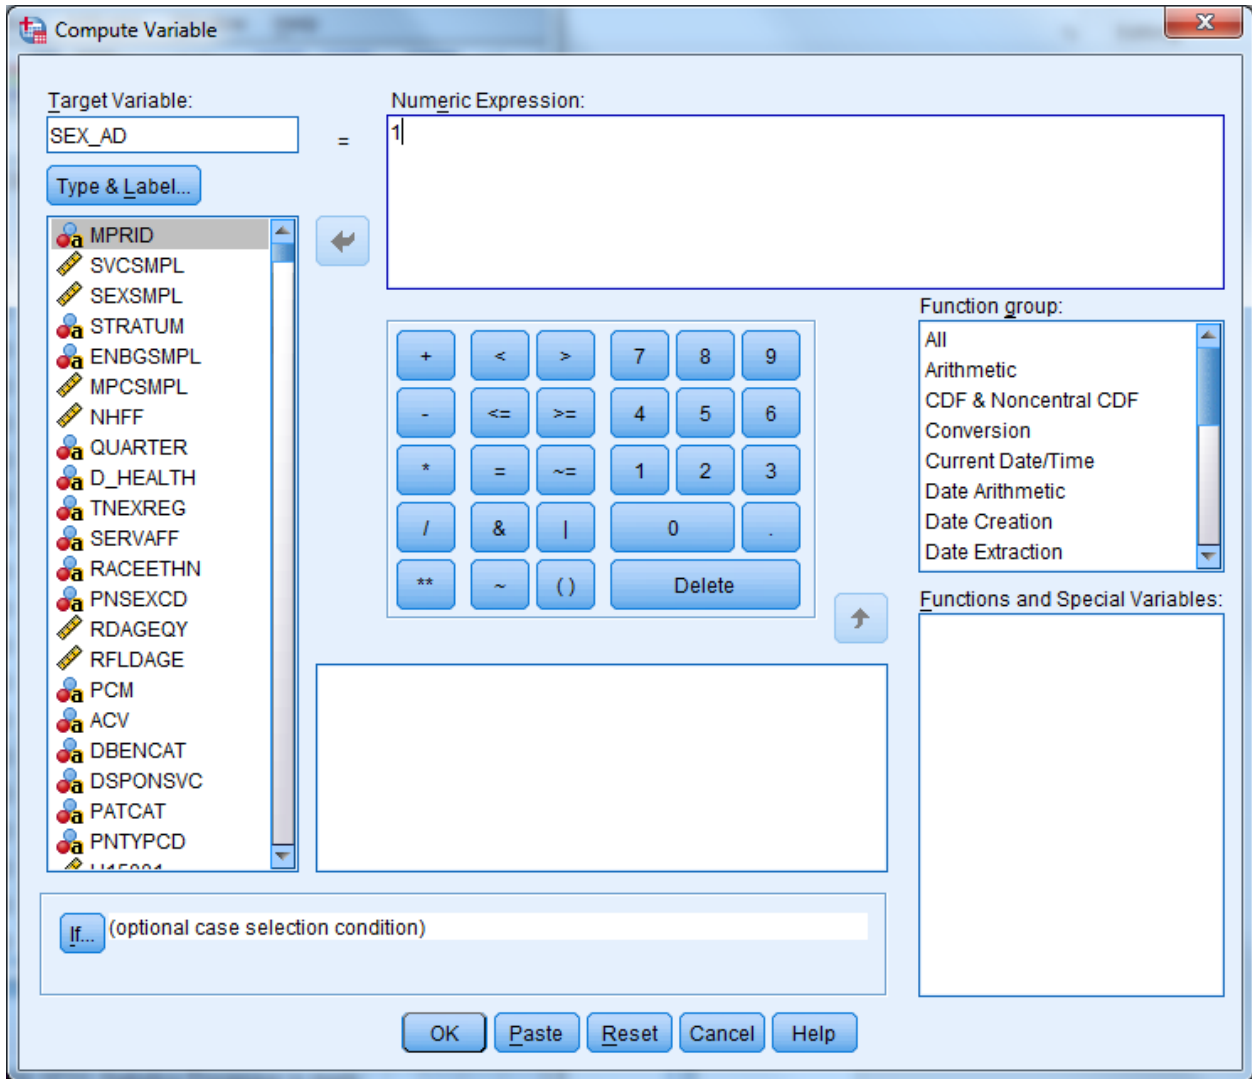 Compute Variable
x
Target Variable:
SEX_AD
=
Numeric Expression:
1
Type & Label...
MPRID
SVCSMPL
SEXSMPL
STRATUM
ENBGSMPL
MPCSMPL
NHFF
QUARTER
D_HEALTH
TNEXREG
SERVAFF
RACEETHN
PNSEXCD
RDAGEQY
RFLDAGE
PCM
ACV
DBENCAT
DSPONSVC
PATCAT
PNTYPCD
+ < > 7 8 9
- <= >= 4 5 6
* = ~= 1 2 3
/ & | 0 .
** ~ ( ) Delete
Function group:
All
Arithmetic
CDF & Noncentral CDF
Conversion
Current Date/Time
Date Arithmetic
Date Creation
Date Extraction
Functions and Special Variables:
If... (optional case selection condition)
OK Paste Reset Cancel Help